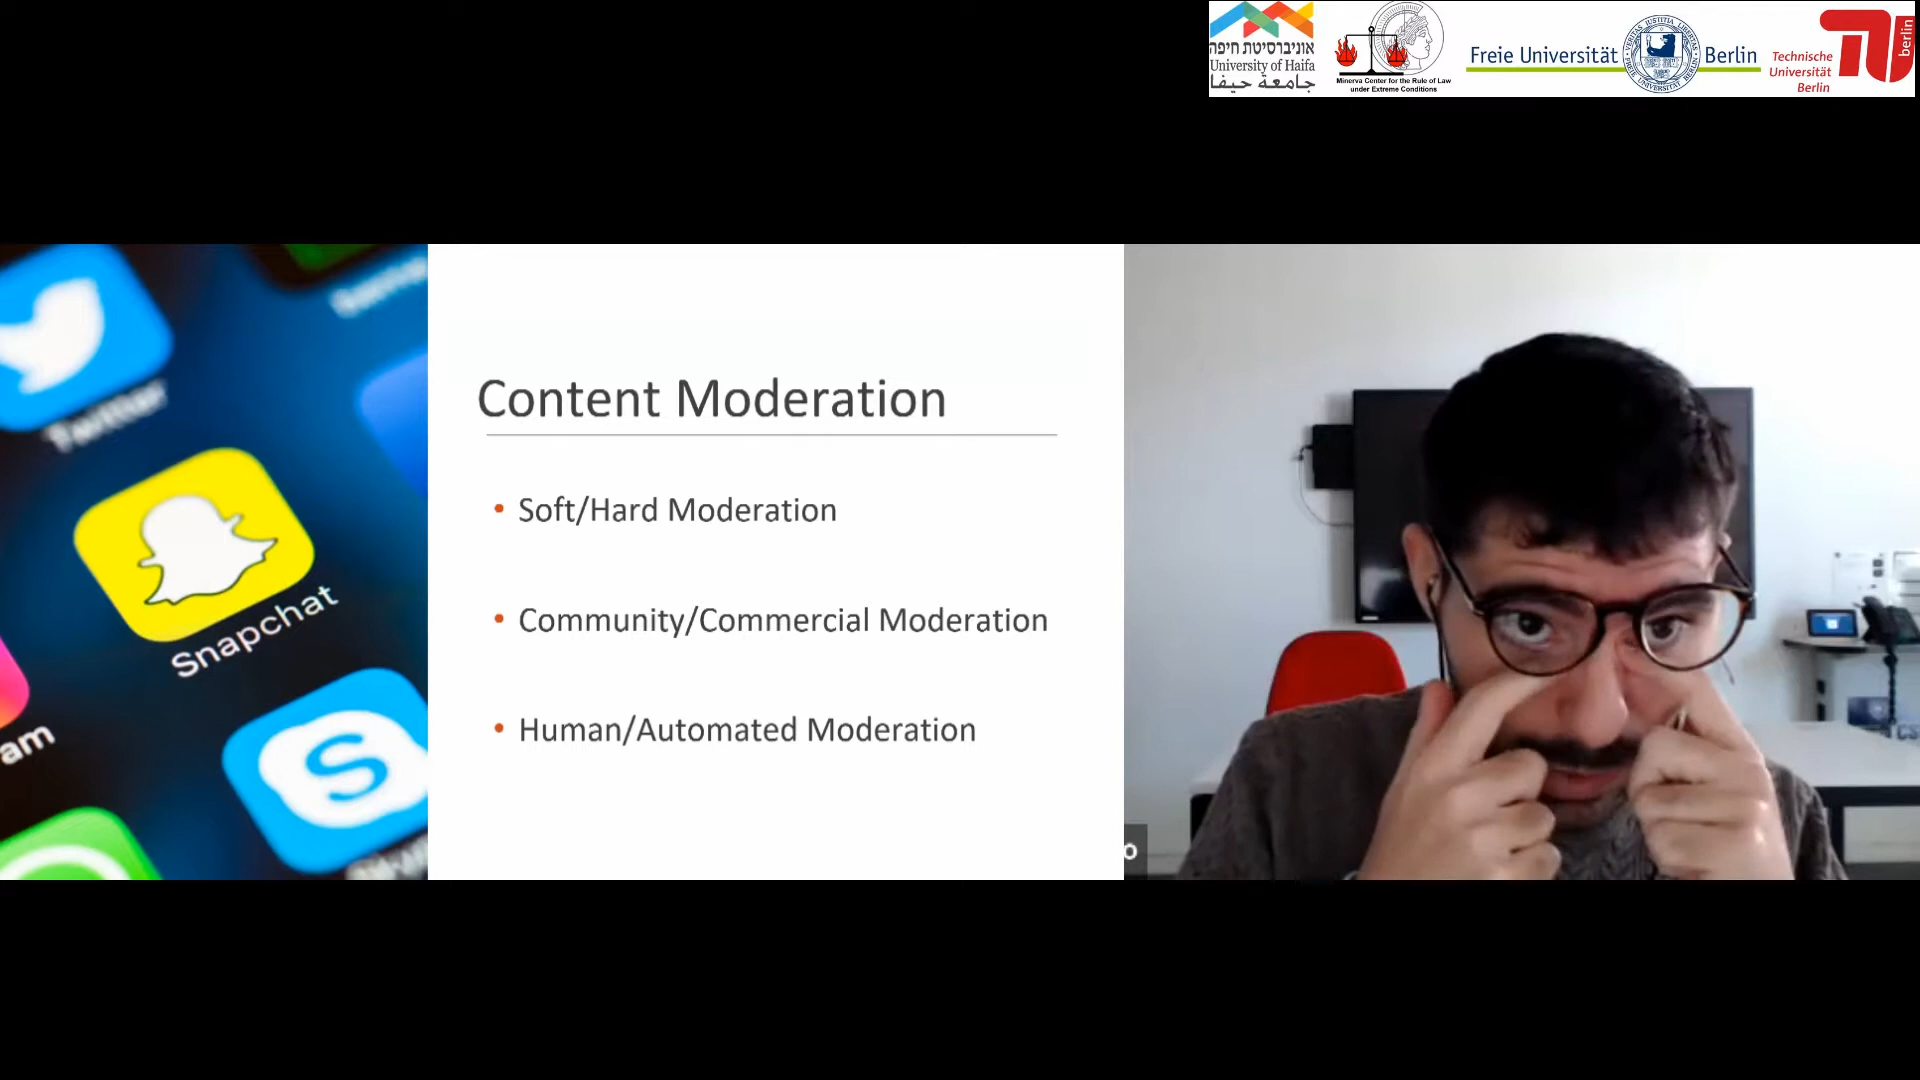 אוניברסיטת חיפה
University of Haifa
جامعة حيفا
Minerva Center for the Rule of Law
under Extreme Conditions
Freie Universität Berlin
Technische
Universität
Berlin
berlin
Twitter
Snapchat
am
Content Moderation
• Soft/Hard Moderation
• Community/Commercial Moderation
• Human/Automated Moderation
o